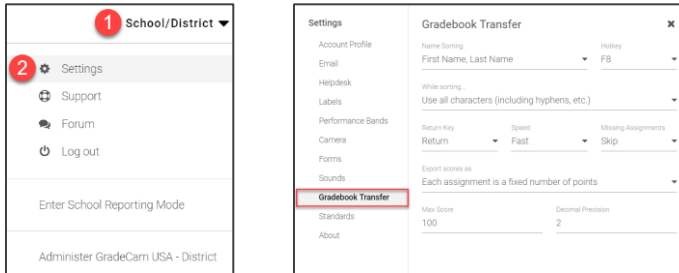 1 School/District
2 Settings
Support
Forum
Log out
Enter School Reporting Mode
Administer GradeCam USA - District
Settings
Account Profile
Email
Helpdesk
Labels
Performance Bands
Camera
Forms
Sounds
Gradebook Transfer
Standards
About
Gradebook Transfer
Name Sorting Hotkey
First Name, Last Name F8
While sorting...
Use all characters (including hyphens, etc.)
Return Key Speed Missing Assignments
Return Fast Skip
Export scores as
Each assignment is a fixed number of points
Max Score Decimal Precision
100 2